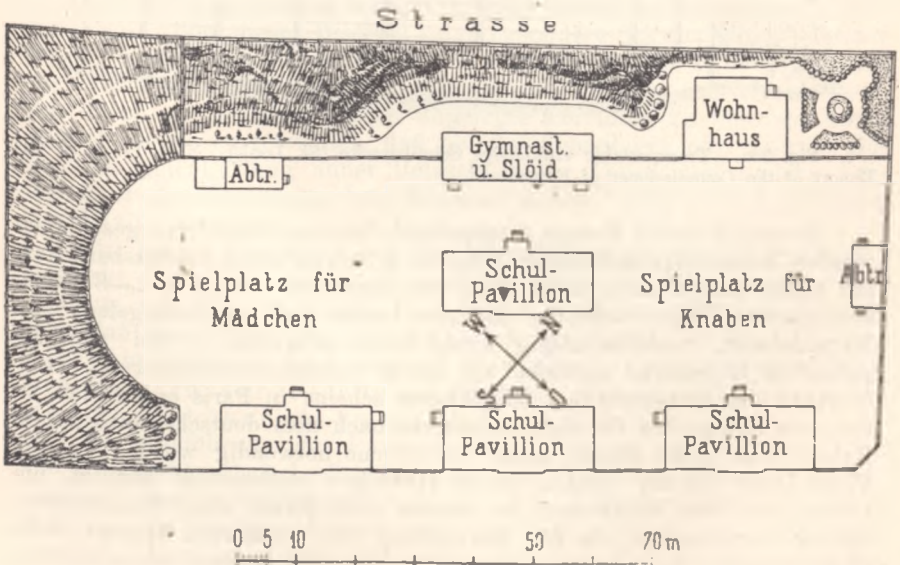 Strasse
Wohn-
haus
Gymnast.
u. Slöjd
Abtr.
Schul-
Pavillion
Spielplatz für
Mädchen
Spielplatz für
Knaben
Abtr.
W N
S O
Schul-
Pavillion
Schul-
Pavillion
Schul-
Pavillion
0 5 10 50 70 m